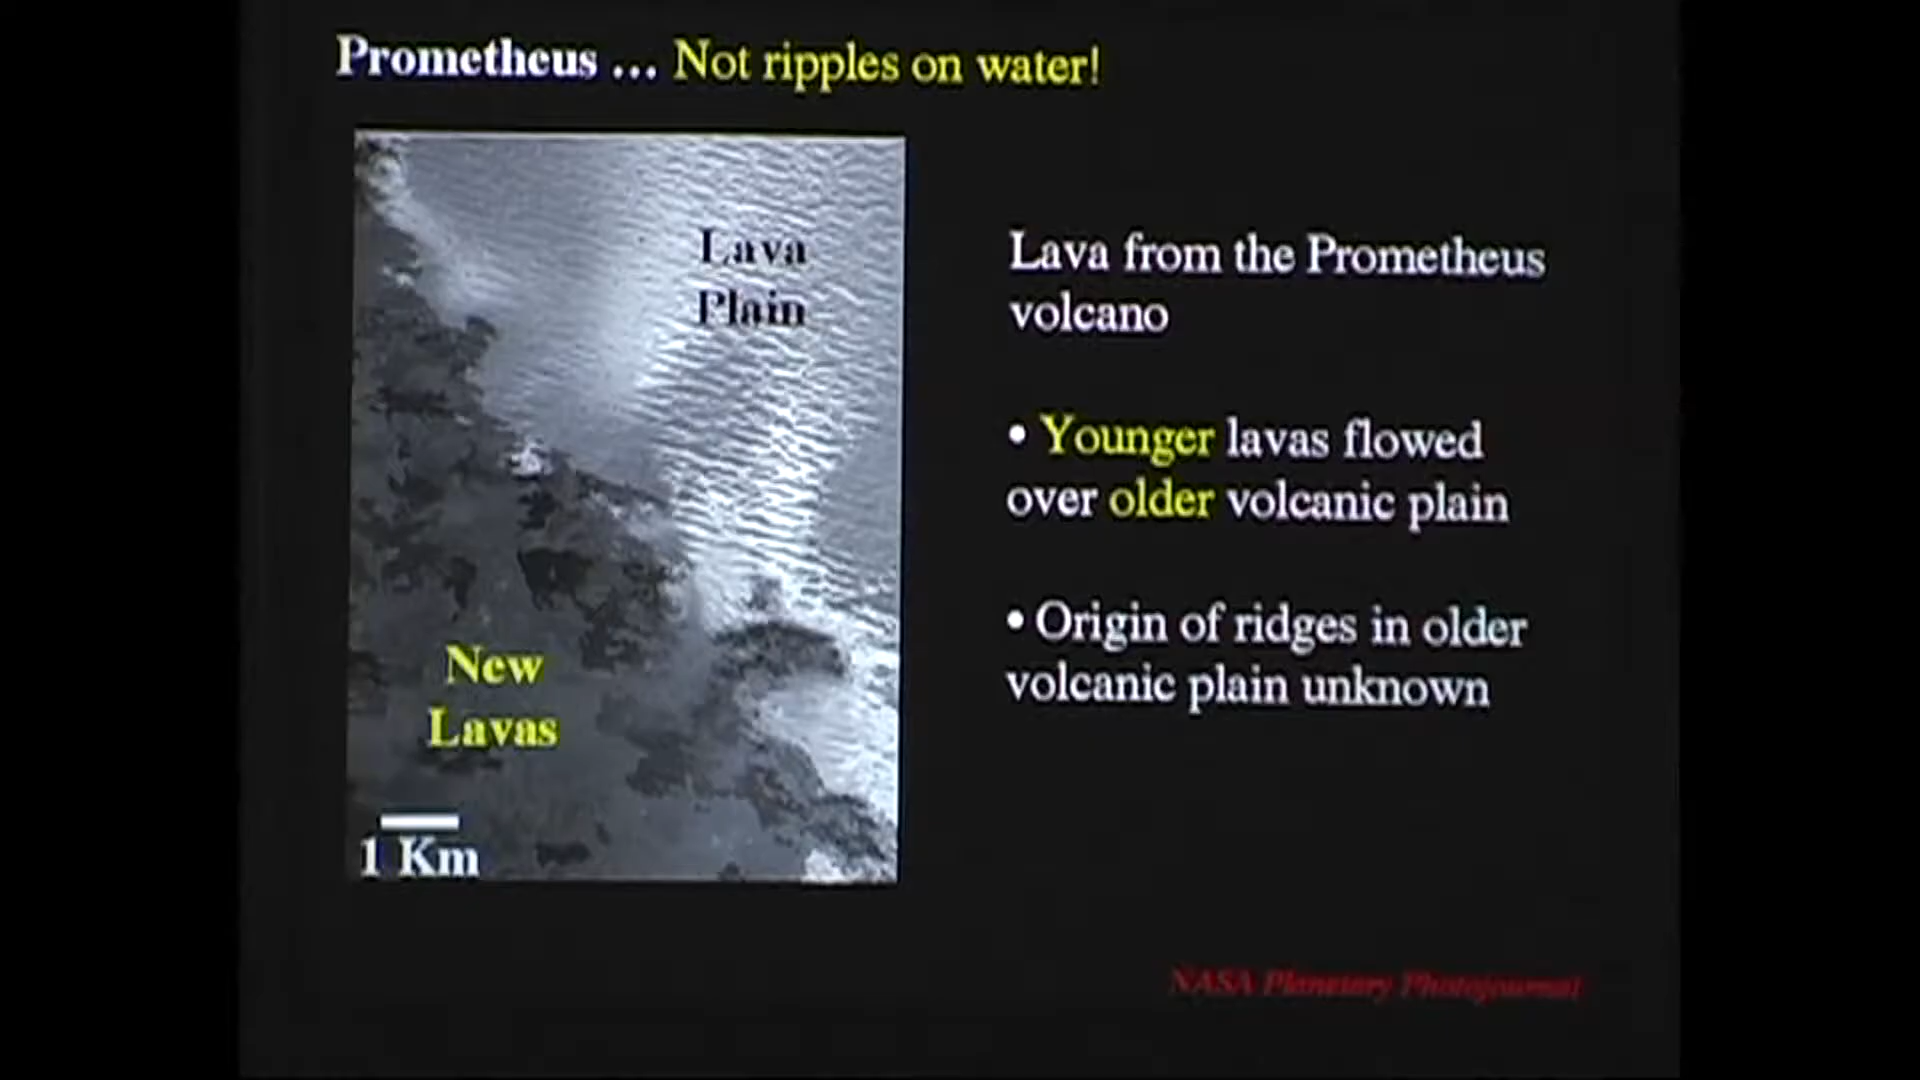 Prometheus ... Not ripples on water!
Lava
Plain
New
Lavas
1 Km
Lava from the Prometheus
volcano
• Younger lavas flowed
over older volcanic plain
• Origin of ridges in older
volcanic plain unknown
NASA Planetary Photojournal